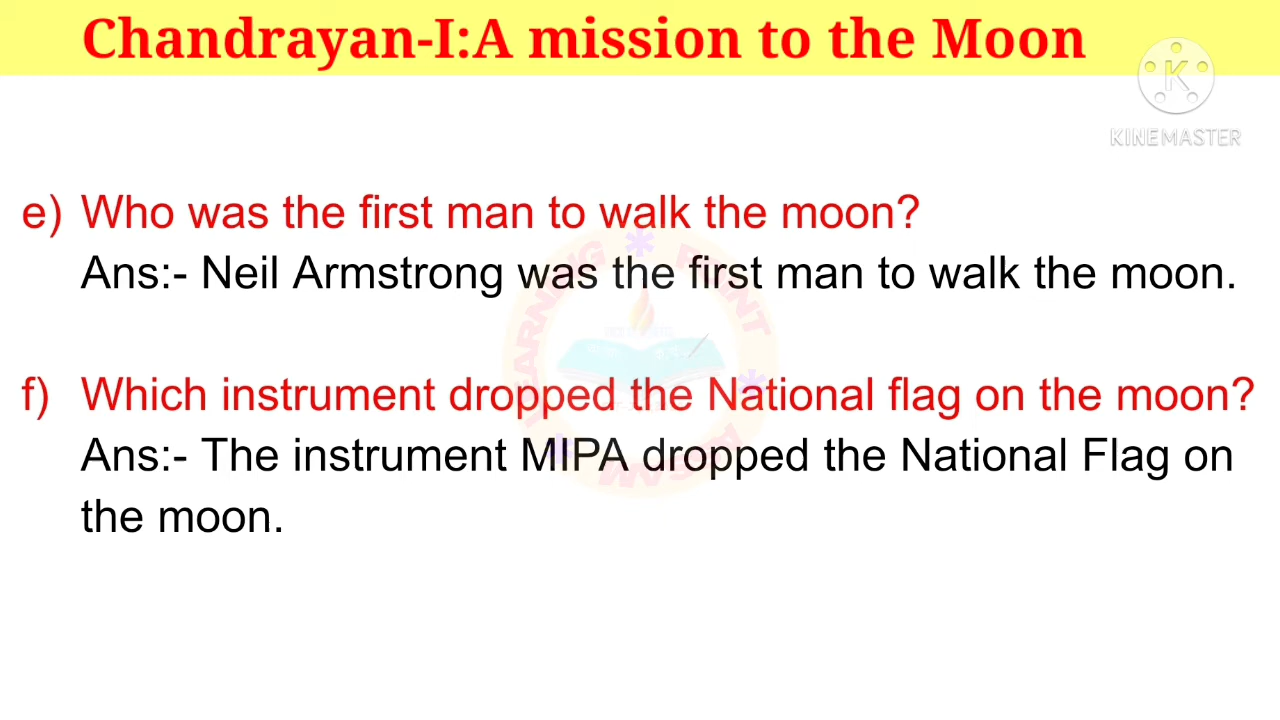 Chandrayan-I:A mission to the Moon
K
KINEMASTER
e) Who was the first man to walk the moon?
Ans:- Neil Armstrong was the first man to walk the moon.
f) Which instrument dropped the National flag on the moon?
Ans:- The instrument MIPA dropped the National Flag on
the moon.
LEARNING POINT